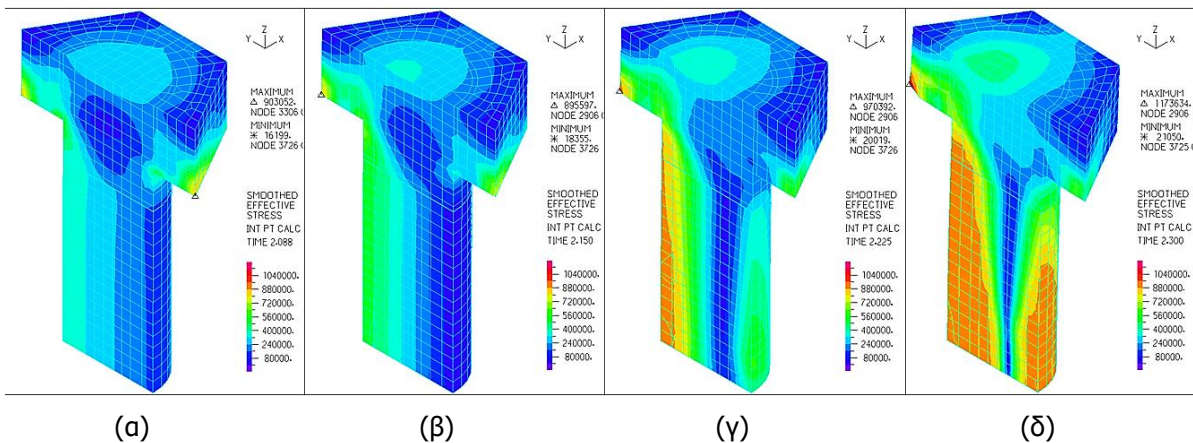 Z
Y X
MAXIMUM
△ 903052.
NODE 3306 (
MINIMUM
✳ 16199.
NODE 3726 (
SMOOTHED
EFFECTIVE
STRESS
INT PT CALC
TIME 2.088
1040000.
880000.
720000.
560000.
400000.
240000.
80000.
(α)
Z
Y X
MAXIMUM
△ 895597.
NODE 2906 (
MINIMUM
✳ 18355.
NODE 3726
SMOOTHED
EFFECTIVE
STRESS
INT PT CALC
TIME 2.150
1040000.
880000.
720000.
560000.
400000.
240000.
80000.
(β)
Z
Y X
MAXIMUM
△ 970392.
NODE 2906
MINIMUM
✳ 20019.
NODE 3726
SMOOTHED
EFFECTIVE
STRESS
INT PT CALC
TIME 2.225
1040000.
880000.
720000.
560000.
400000.
240000.
80000.
(γ)
Z
Y X
MAXIMUM
△ 1173634.
NODE 2906
MINIMUM
✳ 21050.
NODE 3725 (
SMOOTHED
EFFECTIVE
STRESS
INT PT CALC
TIME 2.300
1040000.
880000.
720000.
560000.
400000.
240000.
80000.
(δ)